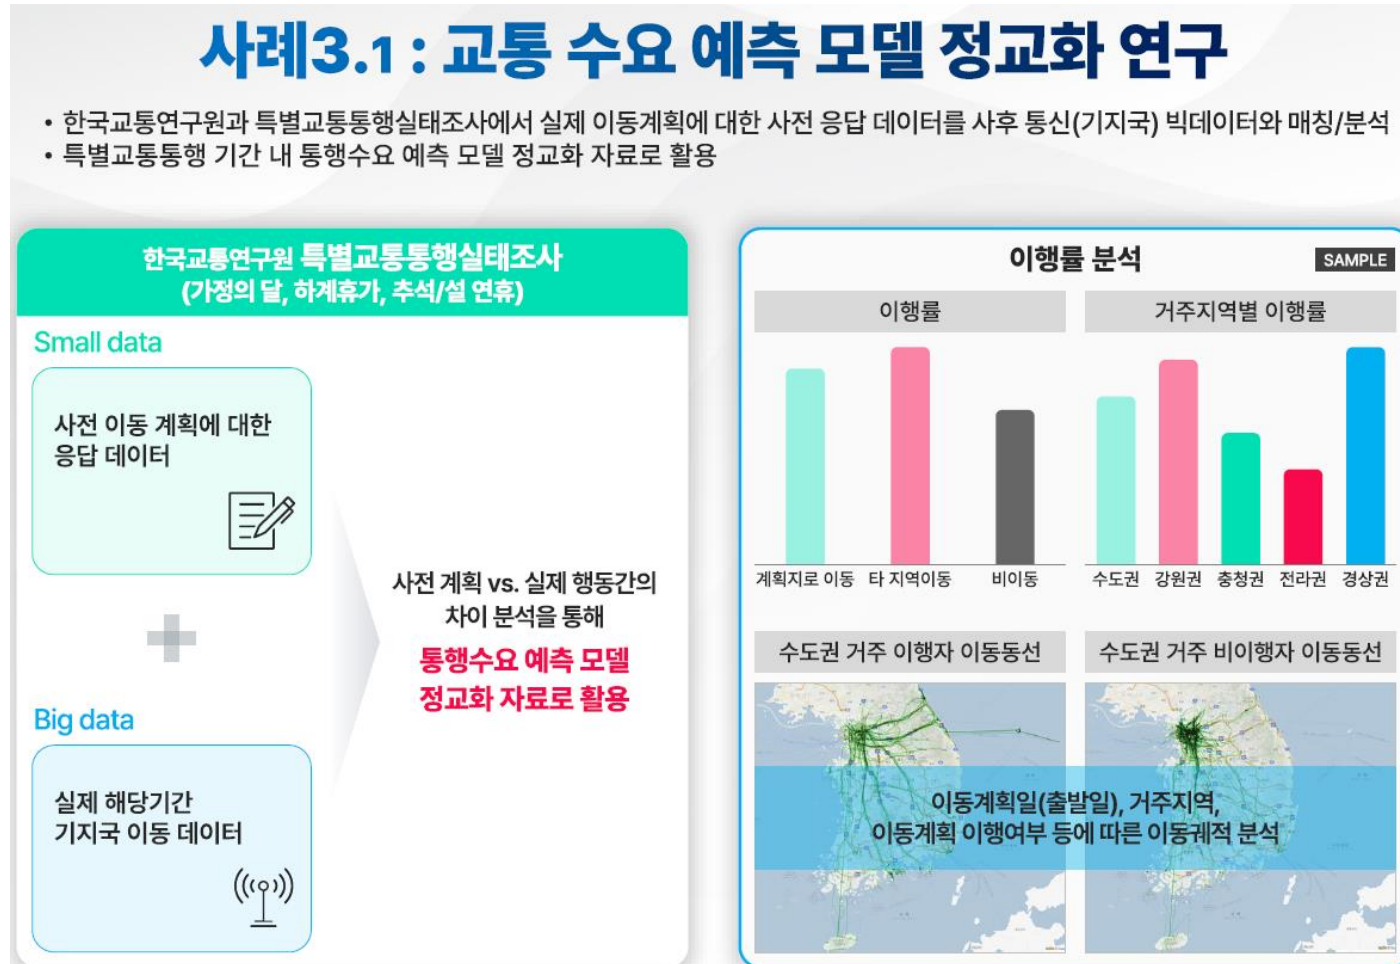 사례3.1 : 교통 수요 예측 모델 정교화 연구
• 한국교통연구원과 특별교통통행실태조사에서 실제 이동계획에 대한 사전 응답 데이터를 사후 통신(기지국) 빅데이터와 매칭/분석
• 특별교통통행 기간 내 통행수요 예측 모델 정교화 자료로 활용
한국교통연구원 특별교통통행실태조사
(가정의 달, 하계휴가, 추석/설 연휴)
Small data
사전 이동 계획에 대한
응답 데이터
Big data
실제 해당기간
기지국 이동 데이터
사전 계획 vs. 실제 행동간의
차이 분석을 통해
통행수요 예측 모델
정교화 자료로 활용
이행률 분석
SAMPLE
이행률
계획지로 이동 타 지역이동 비이동
거주지역별 이행률
수도권 강원권 충청권 전라권 경상권
수도권 거주 이행자 이동동선
수도권 거주 비이행자 이동동선
이동계획일(출발일), 거주지역,
이동계획 이행여부 등에 따른 이동궤적 분석